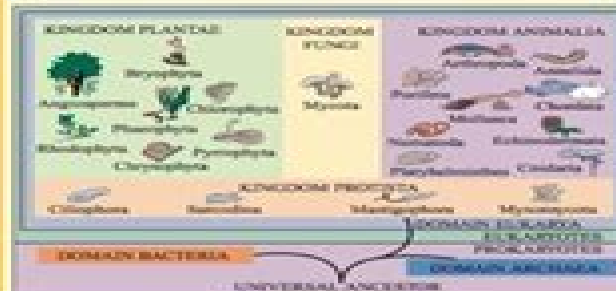 KINGDOM PLANTAE
KINGDOM
FUNGI
KINGDOM ANIMALIA
Bryophyta
Arthropoda
Annelida
Angiosperms
Chlorophyta
Mycota
Porifera
Chordata
Mollusca
Phaeophyta
Rhodophyta
Pyrrophyta
Nematoda
Echinodermata
Chrysophyta
Platyhelminthes
Cnidaria
KINGDOM PROTISTA
Ciliophora
Sarcodina
Mastigophora
Myxomycota
DOMAIN EUKARYA
EUKARYOTES
PROKARYOTES
DOMAIN BACTERIA
DOMAIN ARCHAEA
UNIVERSAL ANCESTOR